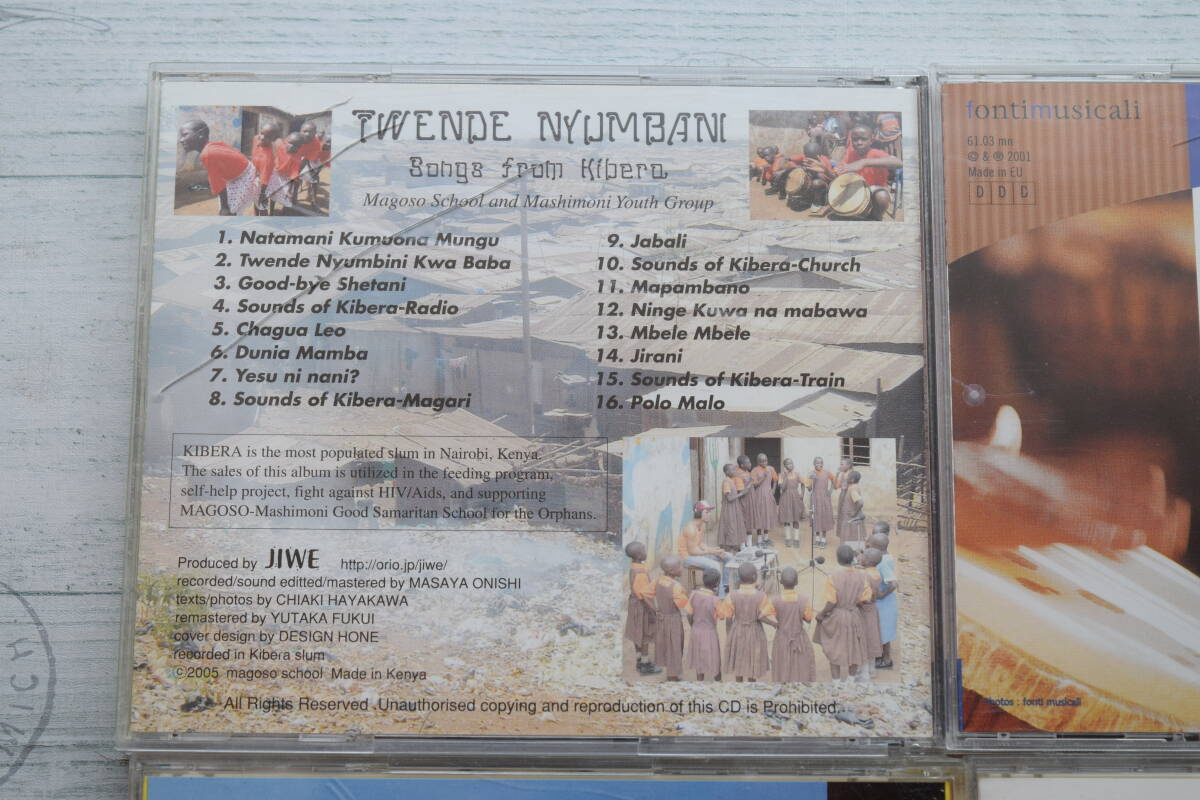 TWENDE NYUMBANI
Songs from Kibera
Magoso School and Mashimoni Youth Group
1. Natamani Kumuona Mungu
2. Twende Nyumbini Kwa Baba
3. Good-bye Shetani
4. Sounds of Kibera-Radio
5. Chagua Leo
6. Dunia Mamba
7. Yesu ni nani?
8. Sounds of Kibera-Magari
9. Jabali
10. Sounds of Kibera-Church
11. Mapambano
12. Ninge Kuwa na mabawa
13. Mbele Mbele
14. Jirani
15. Sounds of Kibera-Train
16. Polo Malo
KIBERA is the most populated slum in Nairobi, Kenya.
The sales of this album is utilized in the feeding program,
self-help project, fight against HIV/Aids, and supporting
MAGOSO-Mashimoni Good Samaritan School for the Orphans.
Produced by JIWE http://orio.jp/jiwe/
recorded/sound editted/mastered by MASAYA ONISHI
texts/photos by CHIAKI HAYAKAWA
remastered by YUTAKA FUKUI
cover design by DESIGN HONE
recorded in Kibera slum
©2005 magoso school Made in Kenya
All Rights Reserved .Unauthorised copying and reproduction of this CD is Prohibited.
fontimusicali
61.03 mn
© & ℗ 2001
Made in EU
D D D
Photos : fonti musicali